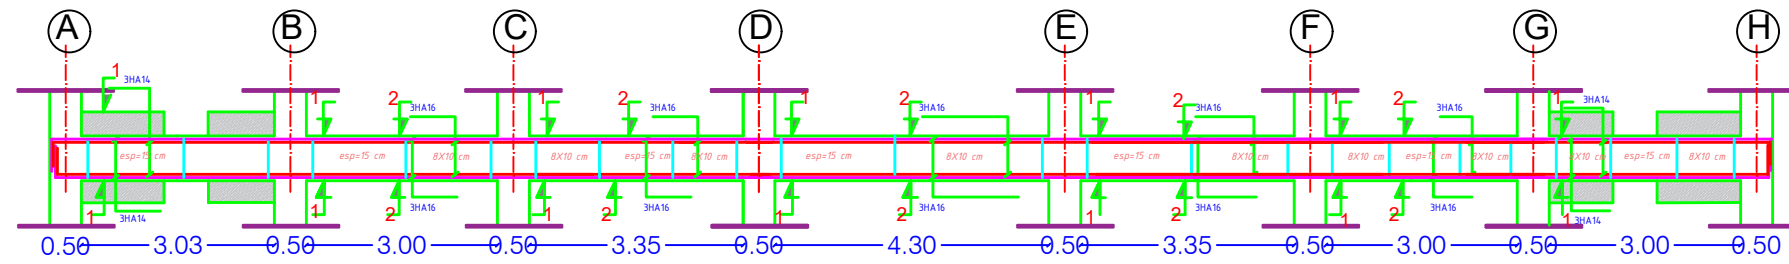 A B C D E F G H
1 3HA14 1 2 3HA16 1 2 3HA16 1 2 3HA16 1 2 3HA16 1 2 3HA16 1 3HA14
esp=15 cm esp=15 cm 8X10 cm 8X10 cm esp=15 cm 8X10 cm esp=15 cm 8X10 cm esp=15 cm 8X10 cm 8X10 cm esp=15 cm 8X10 cm 8X10 cm esp=15 cm 8X10 cm
1 3HA14 1 2 3HA16 1 2 3HA16 1 2 3HA16 1 2 3HA16 1 2 3HA16 1 3HA14
0.50 3.03 0.50 3.00 0.50 3.35 0.50 4.30 0.50 3.35 0.50 3.00 0.50 3.00 0.50